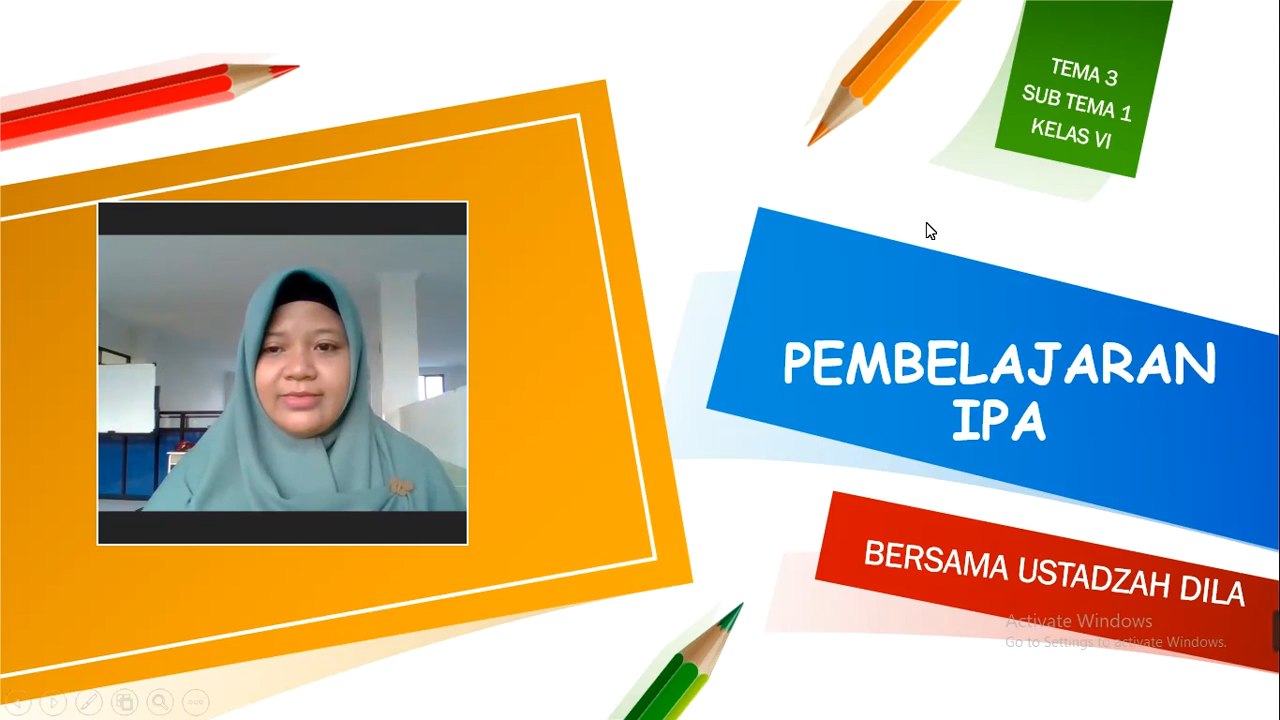 TEMA 3
SUB TEMA 1
KELAS VI
PEMBELAJARAN
IPA
BERSAMA USTADZAH DILA
Activate Windows
Go to Settings to activate Windows.